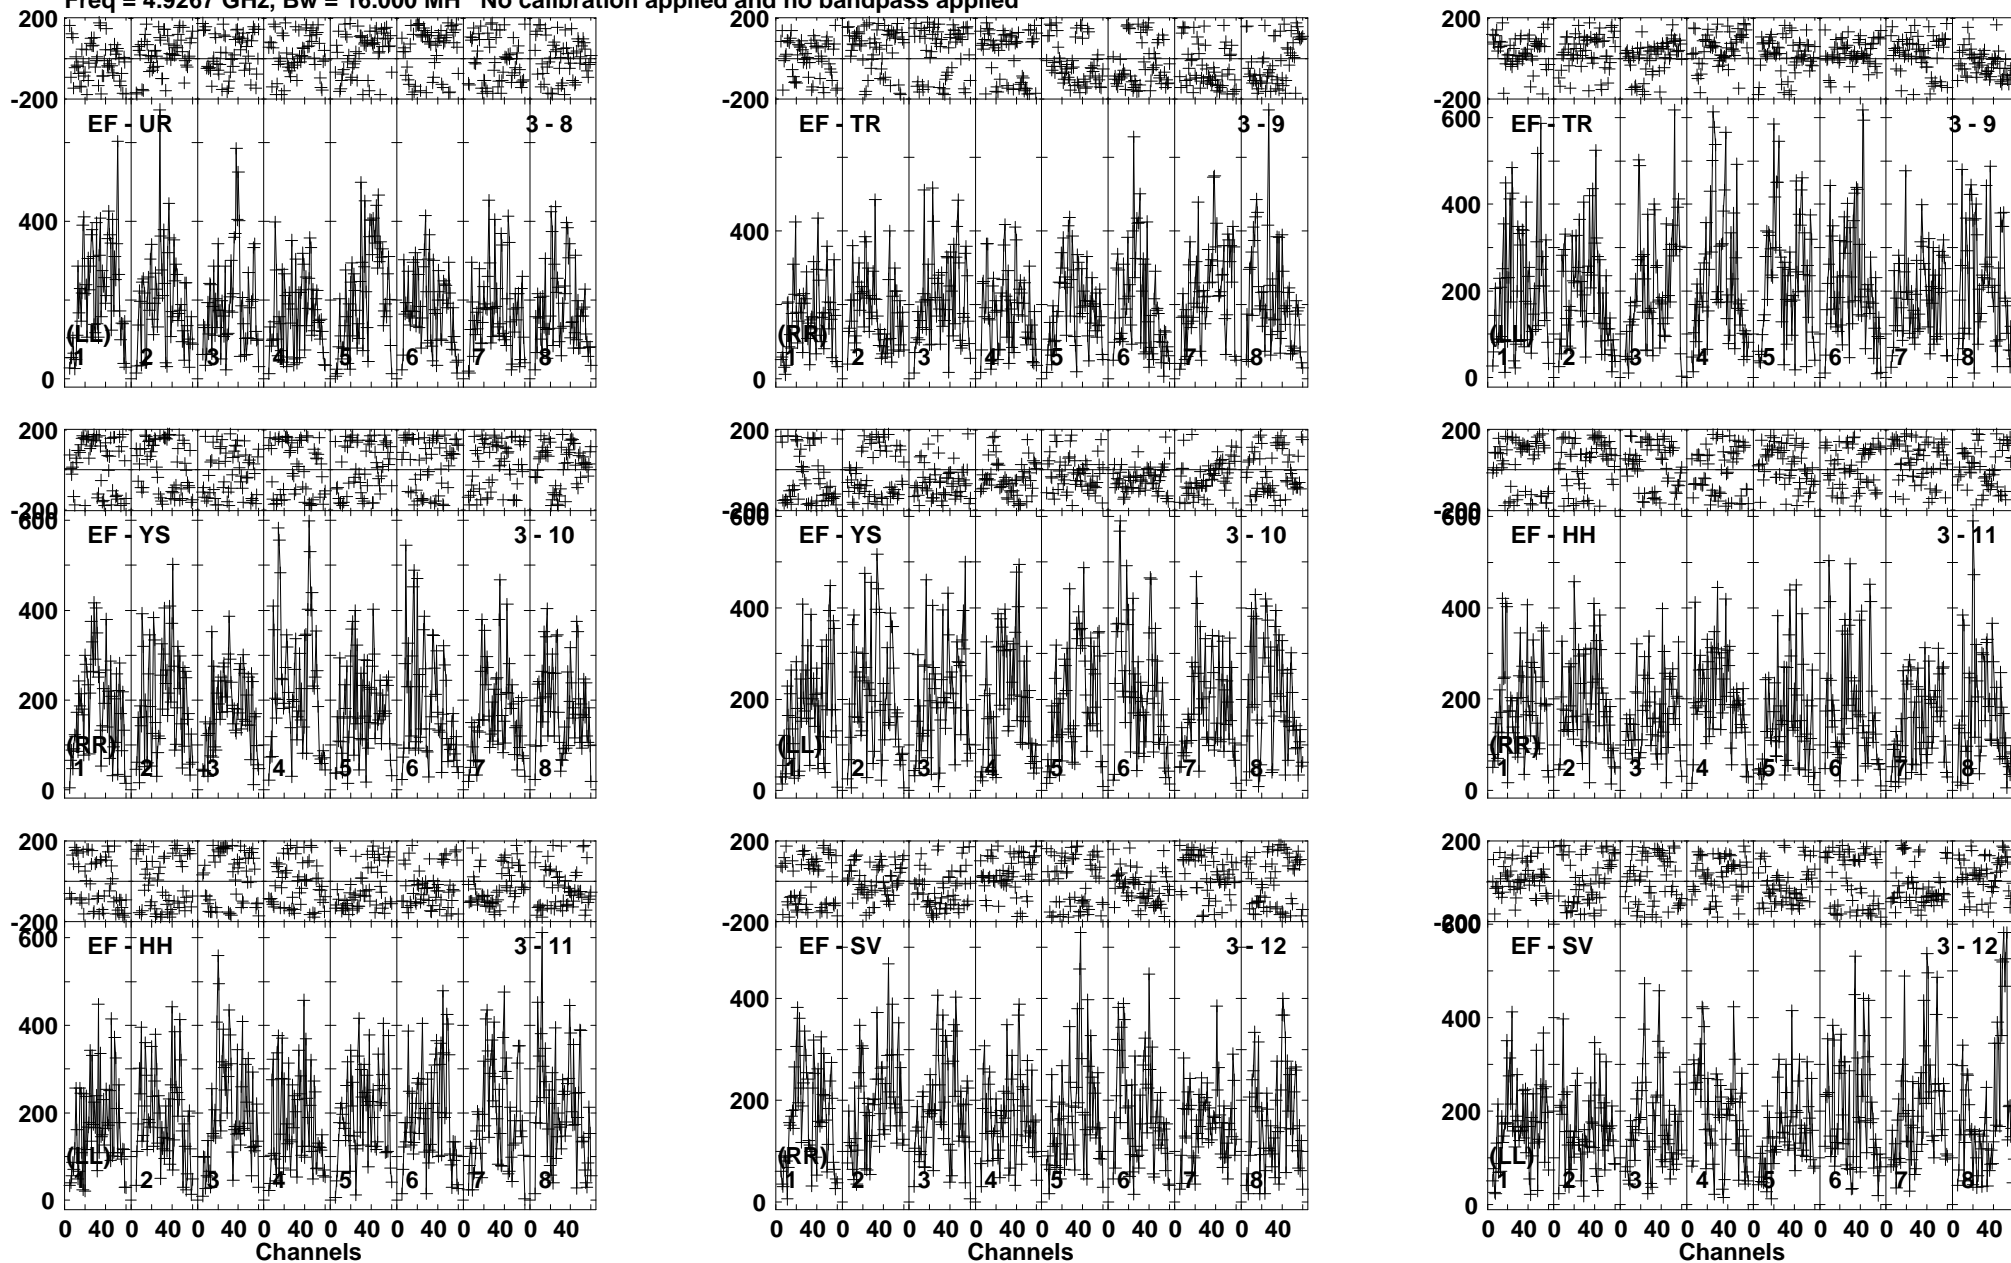 Freq = 4.9267 GHz, Bw = 16.000 MH No calibration applied and no bandpass applied
200 200 200
-200 -200 -200
EF - UR 3 - 8 EF - TR 3 - 9 EF - TR 3 - 9
600
400 400 400
200
(LL) (RR) (LL)
1 2 3 4 5 6 7 8 1 2 3 4 5 6 7 8 1 2 3 4 5 6 7 8
0 0 0
200 200 200
-200 -200 -200
600 600 600
EF - YS 3 - 10 EF - YS 3 - 10 EF - HH 3 - 11
400 400 400
200 200 200
(RR) (LL) (RR)
1 2 3 4 5 6 7 8 1 2 3 4 5 6 7 8 1 2 3 4 5 6 7 8
0 0 0
200 200 200
-200 -200 -200
600 600
EF - HH 3 - 11 EF - SV 3 - 12 EF - SV 3 - 12
400 400 400
200 200 200
(LL) (RR) (LL)
1 2 3 4 5 6 7 8 1 2 3 4 5 6 7 8 1 2 3 4 5 6 7 8
0 0 0
0 40 0 40 0 40 0 40 0 40 0 40 0 40 0 40 0 40 0 40 0 40 0 40 0 40 0 40 0 40 0 40 0 40 0 40 0 40 0 40 0 40 0 40 0 40 0 40
Channels Channels Channels